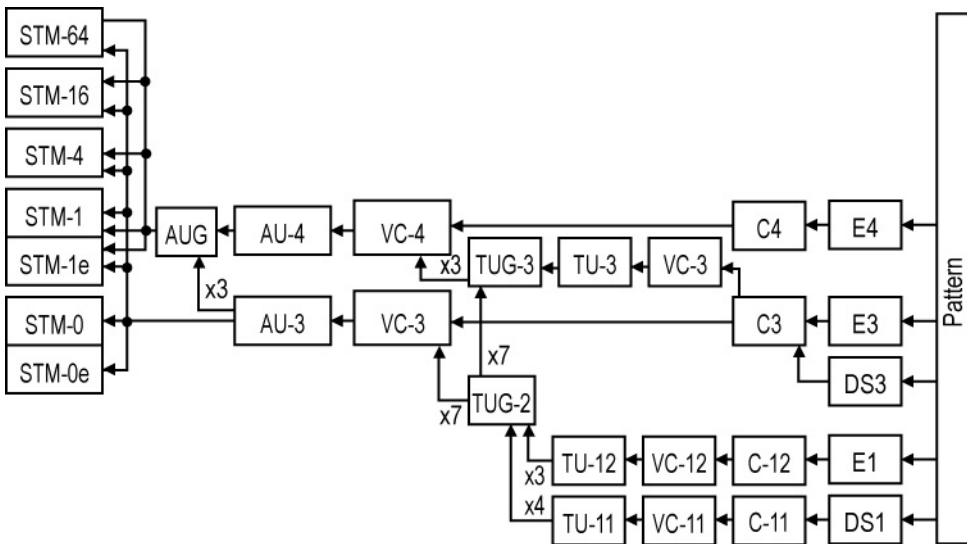 STM-64
STM-16
STM-4
STM-1
STM-1e
STM-0
STM-0e
AUG
AU-4
VC-4
C4
E4
x3
TUG-3
TU-3
VC-3
x3
AU-3
VC-3
C3
E3
x7
DS3
x7
TUG-2
x3
TU-12
VC-12
C-12
E1
x4
TU-11
VC-11
C-11
DS1
Pattern